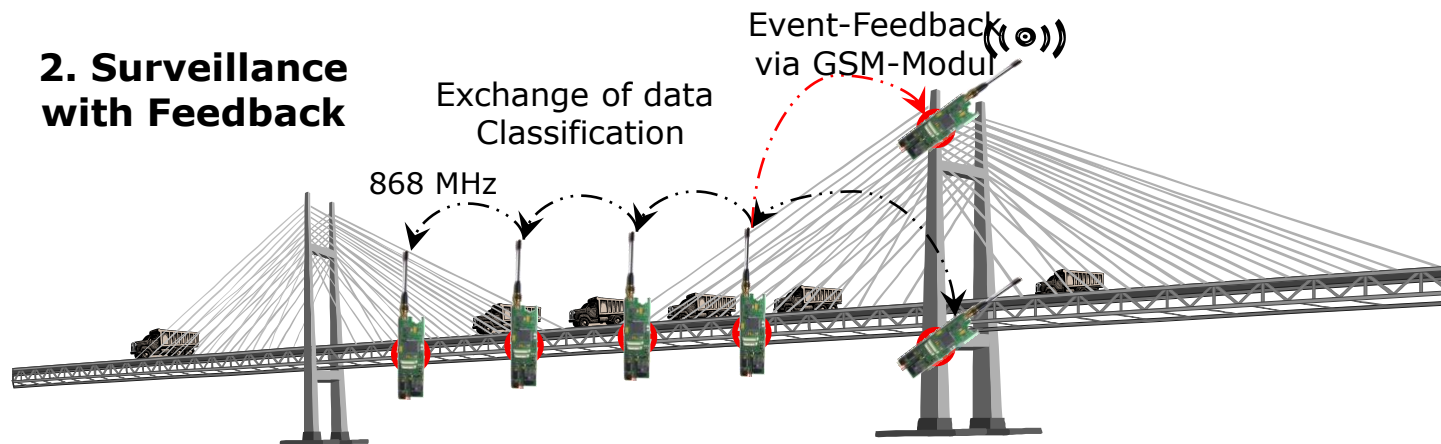 2. Surveillance
with Feedback
Exchange of data
Classification
Event-Feedback
via GSM-Modul
868 MHz